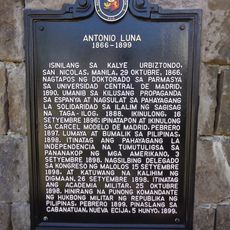 ANTONIO LUNA
1866-1899
ISINILANG SA KALYE URBIZTONDO,
SAN NICOLAS, MANILA, 29 OKTUBRE, 1866.
NAGTAPOS NG DOKTORADO SA PARMASYA
SA UNIVERSIDAD CENTRAL DE MADRID,
1890. UMANIB SA KILUSANG PROPAGANDA
SA ESPANYA AT NAGSULAT SA PAHAYAGANG
LA SOLIDARIDAD SA ILALIM NG SAGISAG
NA TAGA-ILOG, 1888. IKINULONG, 16
SETYEMBRE 1896; IPINATAPON AT IKINULONG
SA CARCEL MODELO DE MADRID, PEBRERO
1897. LUMAYA AT BUMALIK SA PILIPINAS,
1898. ITINATAG ANG PAHAYAGANG LA
INDEPENDENCIA NA TUMUTULIGSA SA
PANANAKOP NG MGA AMERIKANO, 3
SETYEMBRE 1898. NAGSILBING DELEGADO
SA KONGRESO NG MALOLOS 15 SETYEMBRE
1898, AT KATUWANG NA KALIHIM NG
DIGMAAN, 26 SETYEMBRE, 1898. ITINATAG
ANG ACADEMIA MILITAR, 25 OKTUBRE
1898. HINIRANG NA PUNONG KOMANDANTE
NG HUKBONG MILITAR NG REPUBLIKA NG
PILIPINAS, PEBRERO 1899. PINASLANG SA
CABANATUAN, NUEVA ECIJA, 5 HUNYO, 1899.